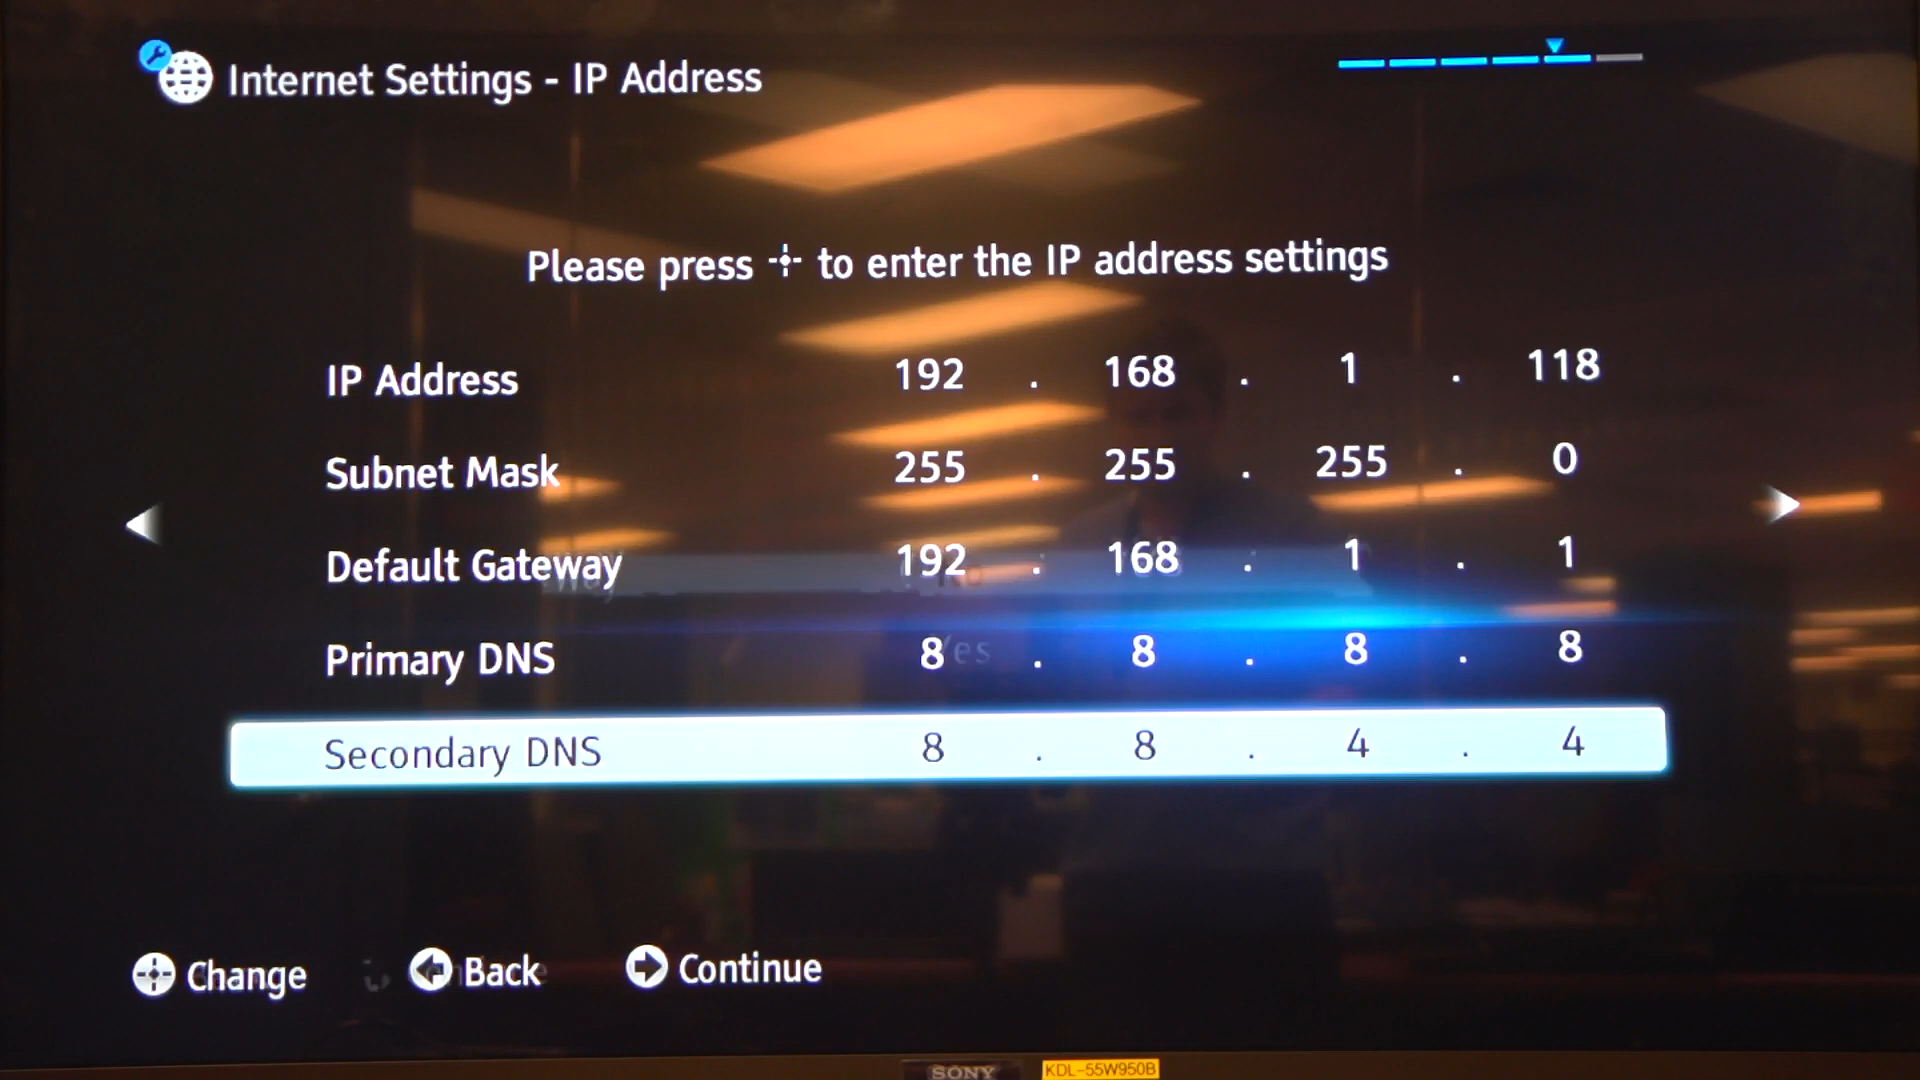 Internet Settings - IP Address
Please press to enter the IP address settings
IP Address 192 . 168 . 1 . 118
Subnet Mask 255 . 255 . 255 . 0
Default Gateway 192 . 168 . 1 . 1
Primary DNS 8 . 8 . 8 . 8
Yes
Secondary DNS 8 . 8 . 4 . 4
Change Back Continue
SONY KDL-55W950B